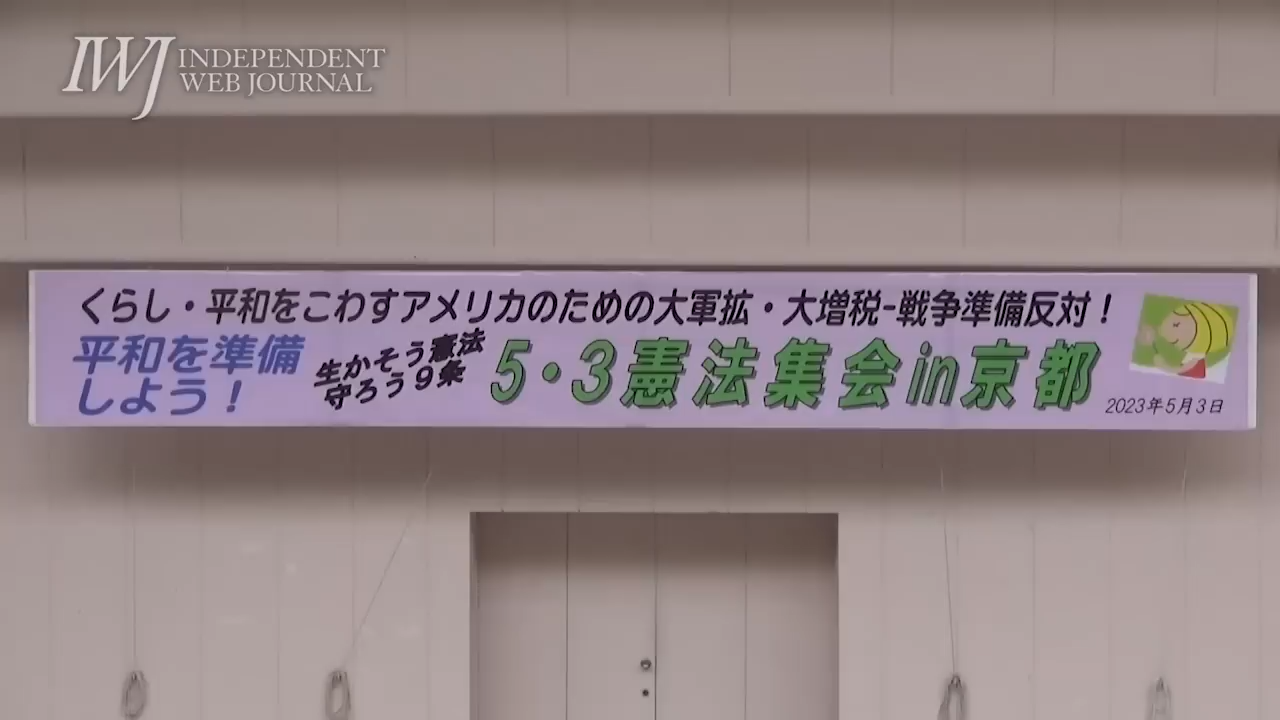 IWJ INDEPENDENT
WEB JOURNAL
くらし・平和をこわすアメリカのための大軍拡・大増税-戦争準備反対！
平和を準備
しよう！
生かそう憲法
守ろう９条
5・3憲法集会in京都
2023年5月3日